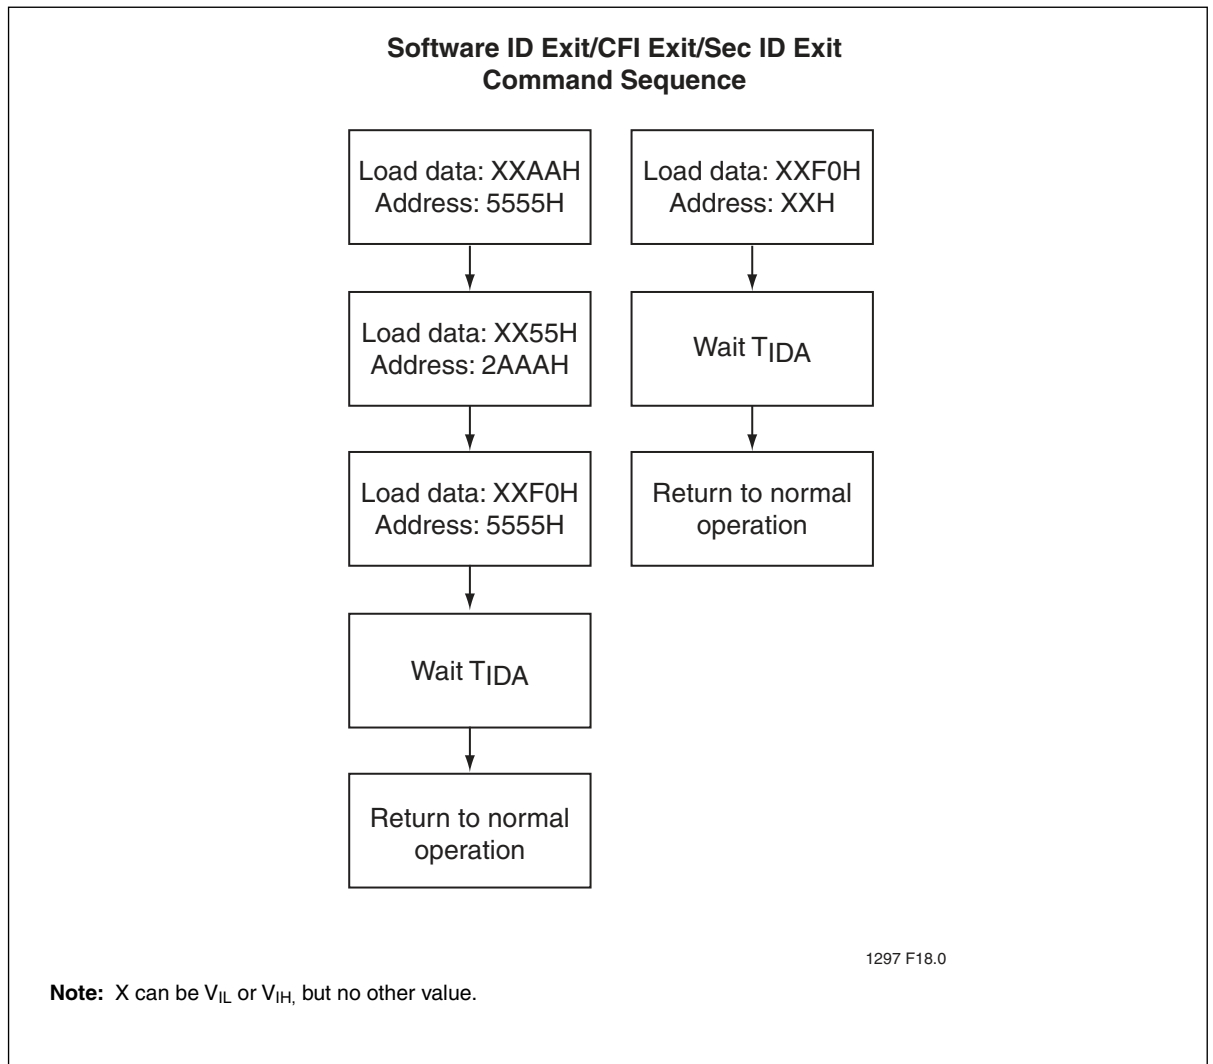 Software ID Exit/CFI Exit/Sec ID Exit
Command Sequence
Load data: XXAAH
Address: 5555H
Load data: XX55H
Address: 2AAAH
Load data: XXF0H
Address: 5555H
Wait TIDA
Return to normal
operation
Load data: XXF0H
Address: XXH
Wait TIDA
Return to normal
operation
1297 F18.0
Note: X can be VIL or VIH, but no other value.